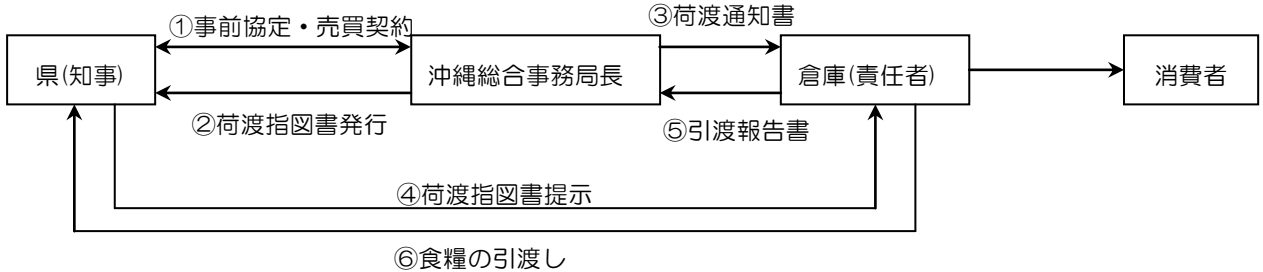 ①事前協定・売買契約
③荷渡通知書
県(知事)
沖縄総合事務局長
倉庫(責任者)
消費者
②荷渡指図書発行
⑤引渡報告書
④荷渡指図書提示
⑥食糧の引渡し